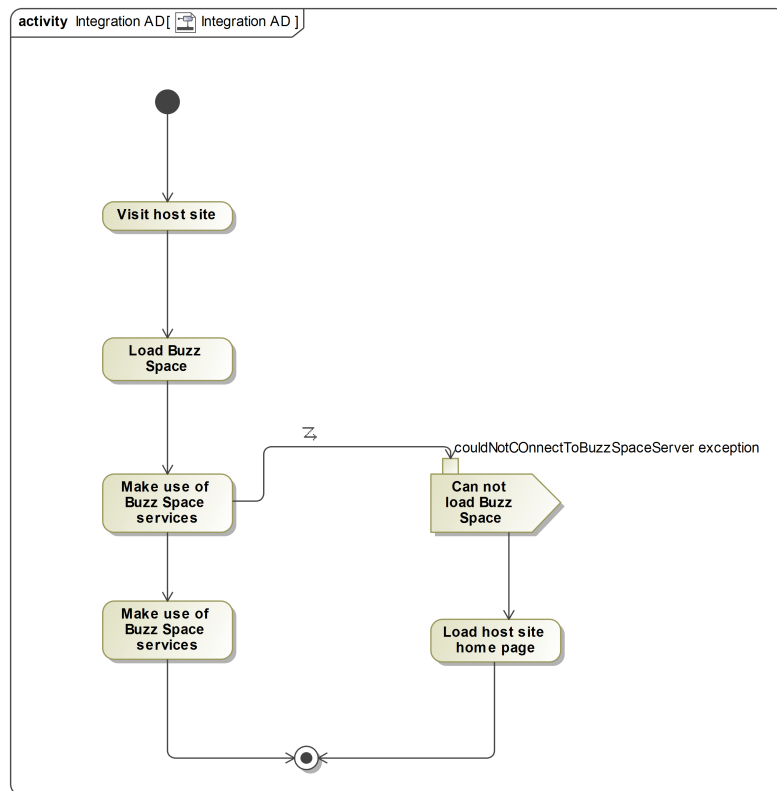 activity Integration AD[ Integration AD ]
Visit host site
Load Buzz
Space
couldNotCOnnectToBuzzSpaceServer exception
Make use of
Buzz Space
services
Can not
load Buzz
Space
Make use of
Buzz Space
services
Load host site
home page